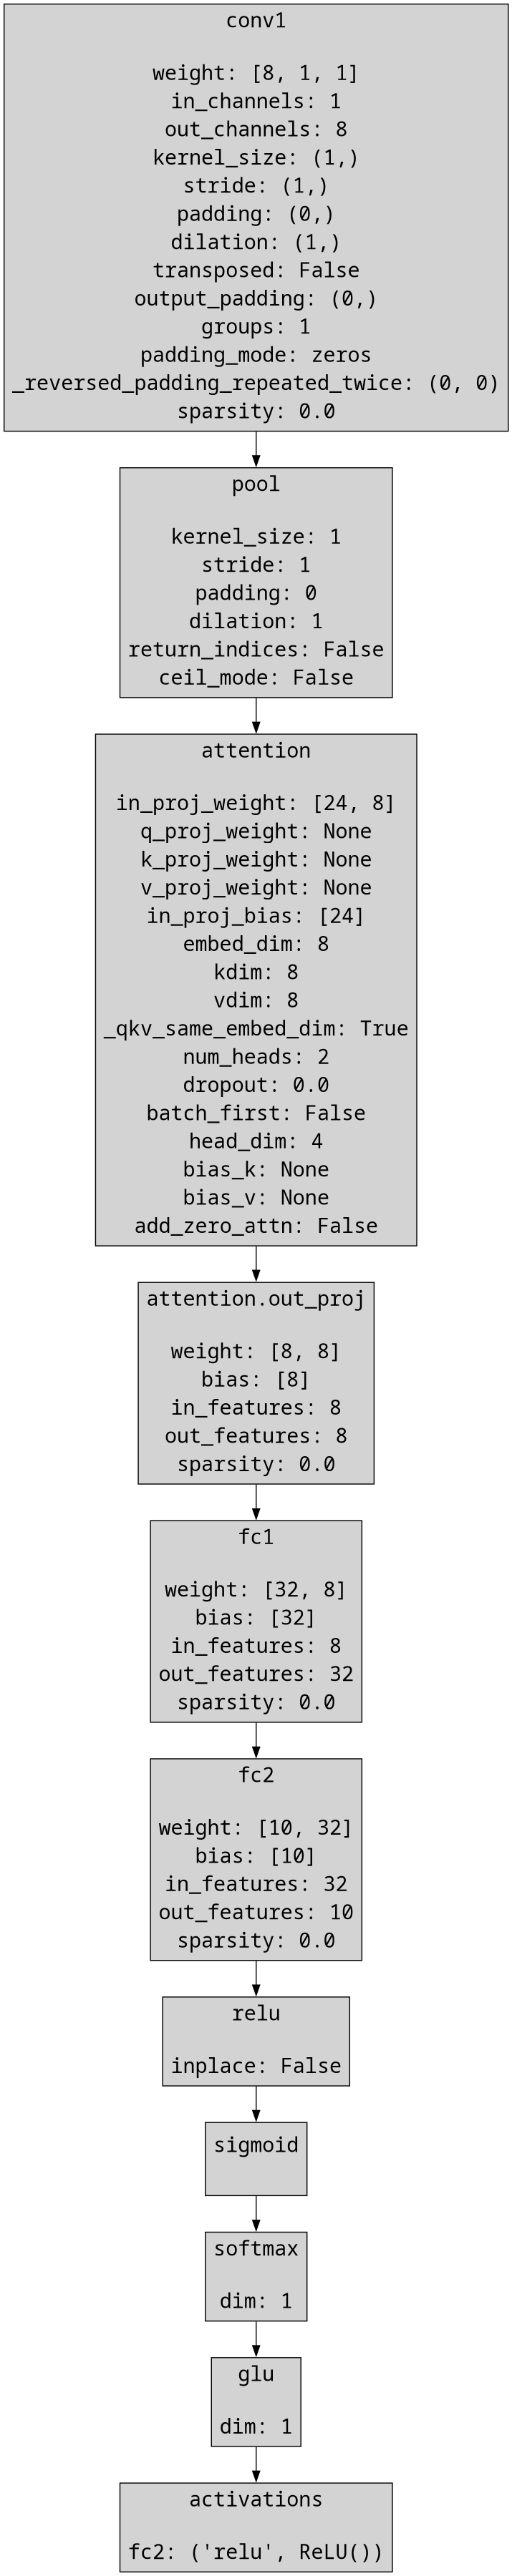 conv1
weight: [8, 1, 1]
in_channels: 1
out_channels: 8
kernel_size: (1,)
stride: (1,)
padding: (0,)
dilation: (1,)
transposed: False
output_padding: (0,)
groups: 1
padding_mode: zeros
_reversed_padding_repeated_twice: (0, 0)
sparsity: 0.0
pool
kernel_size: 1
stride: 1
padding: 0
dilation: 1
return_indices: False
ceil_mode: False
attention
in_proj_weight: [24, 8]
q_proj_weight: None
k_proj_weight: None
v_proj_weight: None
in_proj_bias: [24]
embed_dim: 8
kdim: 8
vdim: 8
_qkv_same_embed_dim: True
num_heads: 2
dropout: 0.0
batch_first: False
head_dim: 4
bias_k: None
bias_v: None
add_zero_attn: False
attention.out_proj
weight: [8, 8]
bias: [8]
in_features: 8
out_features: 8
sparsity: 0.0
fc1
weight: [32, 8]
bias: [32]
in_features: 8
out_features: 32
sparsity: 0.0
fc2
weight: [10, 32]
bias: [10]
in_features: 32
out_features: 10
sparsity: 0.0
relu
inplace: False
sigmoid
softmax
dim: 1
glu
dim: 1
activations
fc2: ('relu', ReLU())